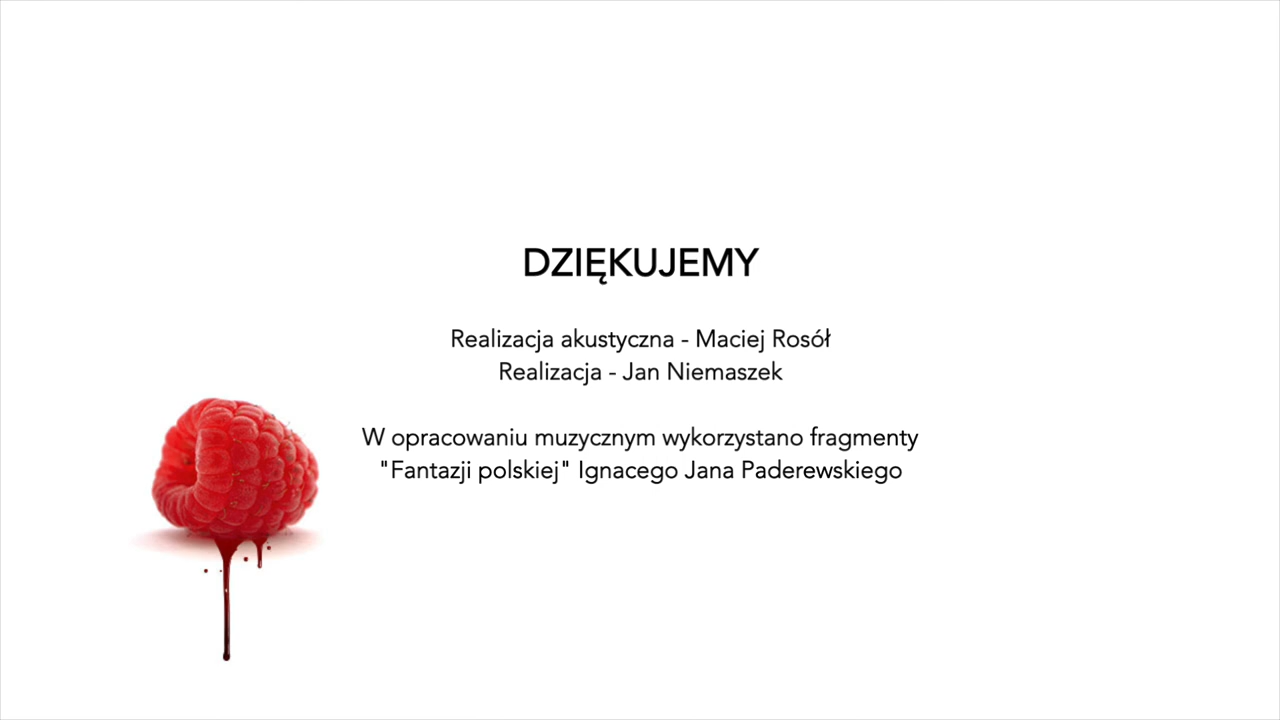 DZIĘKUJEMY
Realizacja akustyczna - Maciej Rosół
Realizacja - Jan Niemaszek
W opracowaniu muzycznym wykorzystano fragmenty
"Fantazji polskiej" Ignacego Jana Paderewskiego